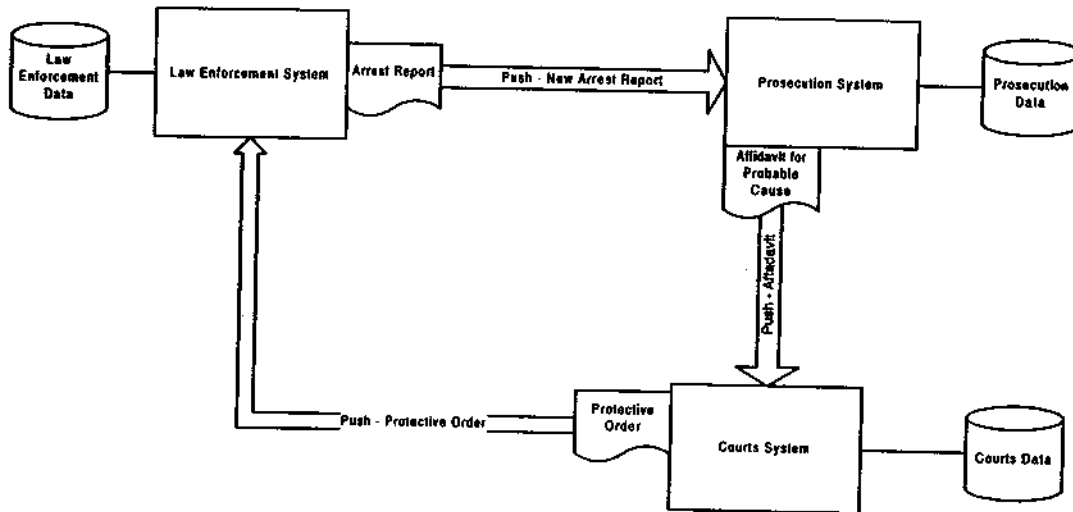 Law
Enforcement
Data
Law Enforcement System
Arrest Report
Push - New Arrest Report
Prosecution System
Prosecution
Data
Affidavit for
Probable
Cause
Push - Affadavit
Protective
Order
Push - Protective Order
Courts System
Courts Data